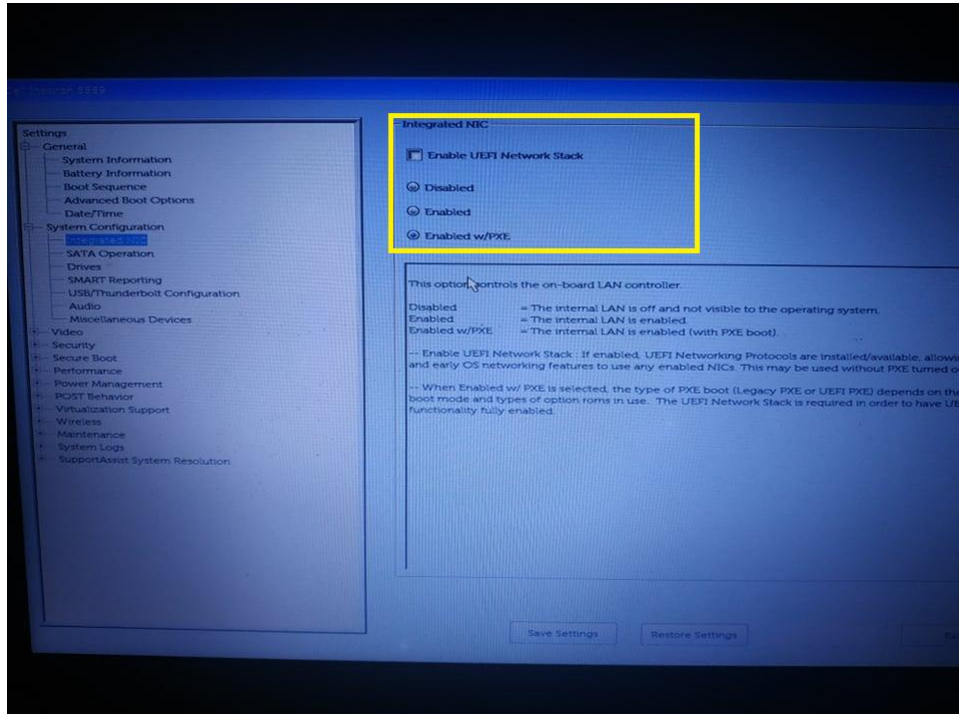 Settings
General
System Information
Battery Information
Boot Sequence
Advanced Boot Options
Date/Time
System Configuration
Integrated NIC
SATA Operation
Drives
SMART Reporting
USB/Thunderbolt Configuration
Audio
Miscellaneous Devices
Video
Security
Secure Boot
Performance
Power Management
POST Behavior
Virtualization Support
Wireless
Maintenance
System Logs
SupportAssist System Resolution
Integrated NIC
Enable UEFI Network Stack
Disabled
Enabled
Enabled w/PXE
This option controls the on-board LAN controller.
Disabled = The internal LAN is off and not visible to the operating system.
Enabled = The internal LAN is enabled.
Enabled w/PXE = The internal LAN is enabled (with PXE boot).
-- Enable UEFI Network Stack : If enabled, UEFI Networking Protocols are installed/available,
and early OS networking features to use any enabled NICs. This may be used without PXE turned
-- When Enabled w/ PXE is selected, the type of PXE boot (Legacy PXE or UEFI PXE) depends on the
boot mode and types of option roms in use. The UEFI Network Stack is required in order to have
functionality fully enabled.
Save Settings
Restore Settings